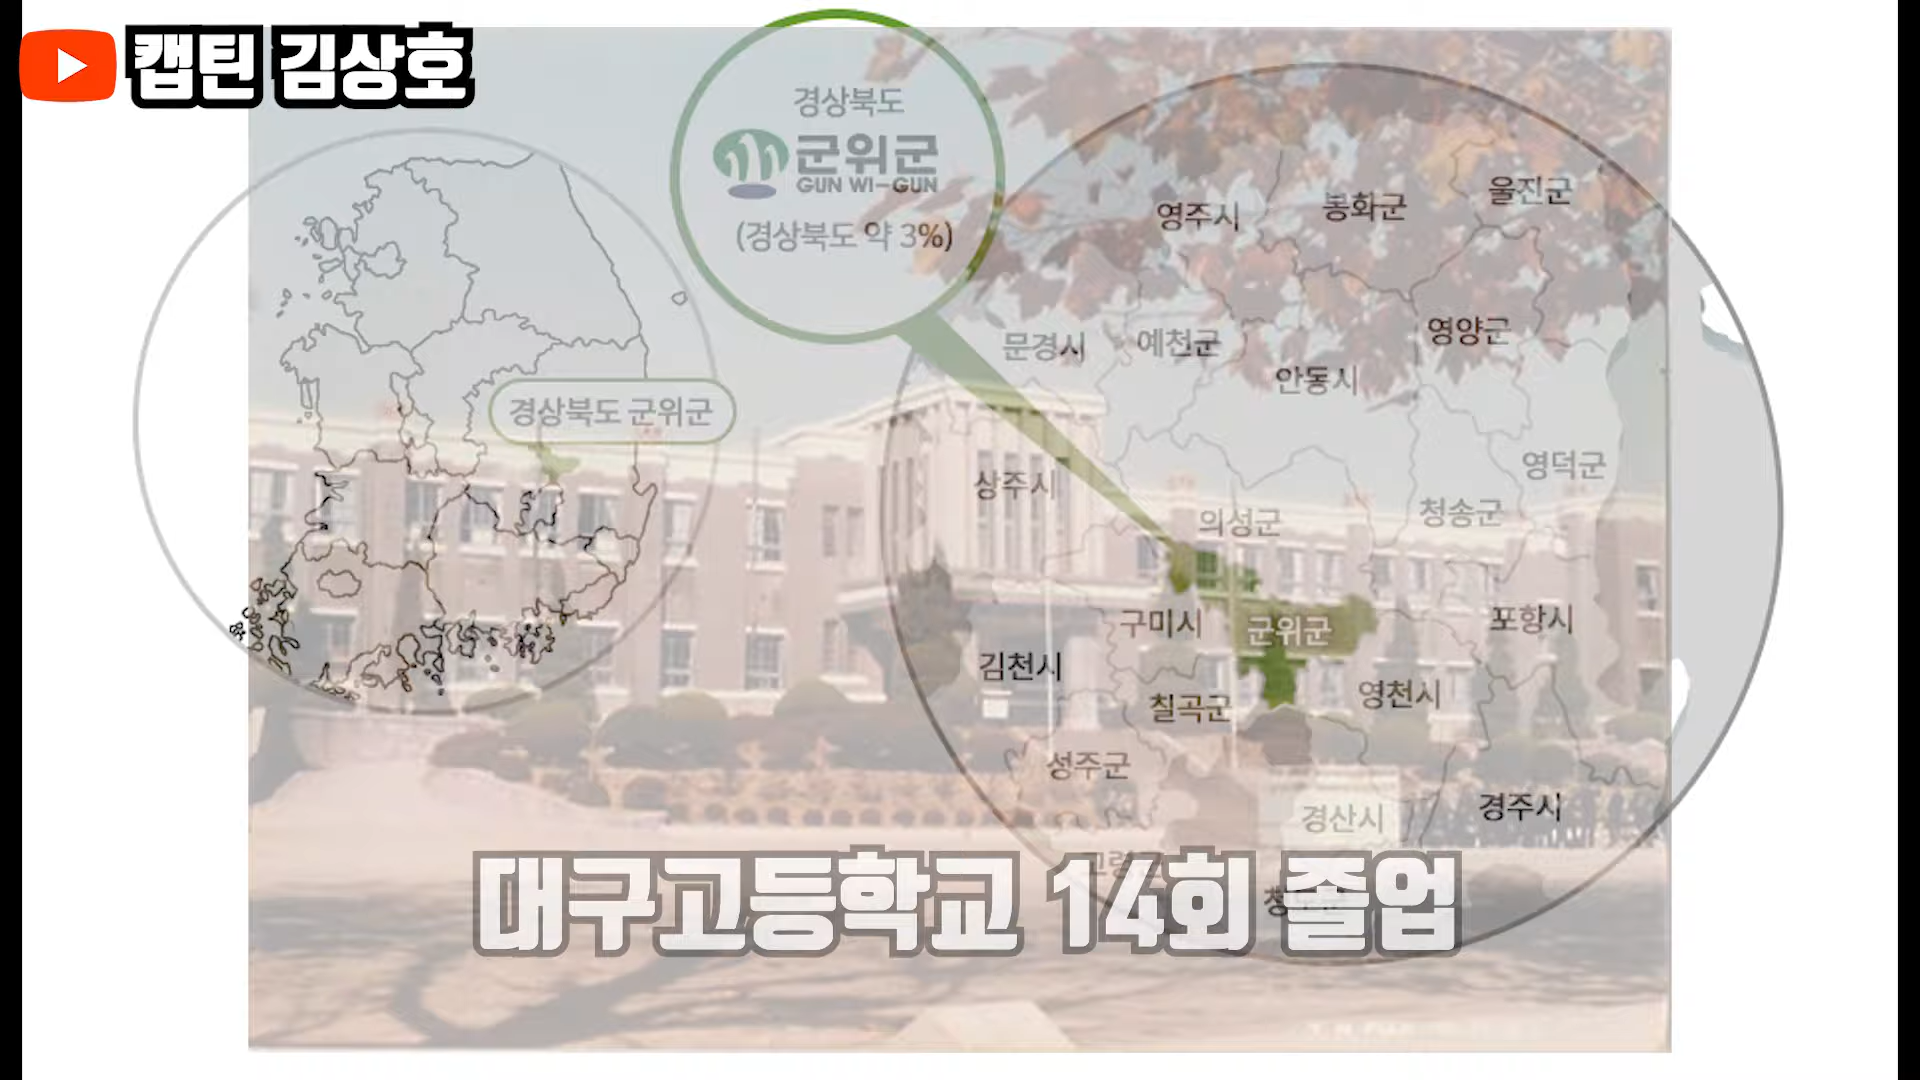 캡틴 김상호
경상북도
군위군
GUN WI-GUN
(경상북도 약 3%)
경상북도 군위군
영주시
봉화군
울진군
문경시
예천군
안동시
영양군
상주시
의성군
청송군
영덕군
구미시
군위군
포항시
김천시
칠곡군
영천시
성주군
경산시
경주시
고령군
대구고등학교 14회 졸업